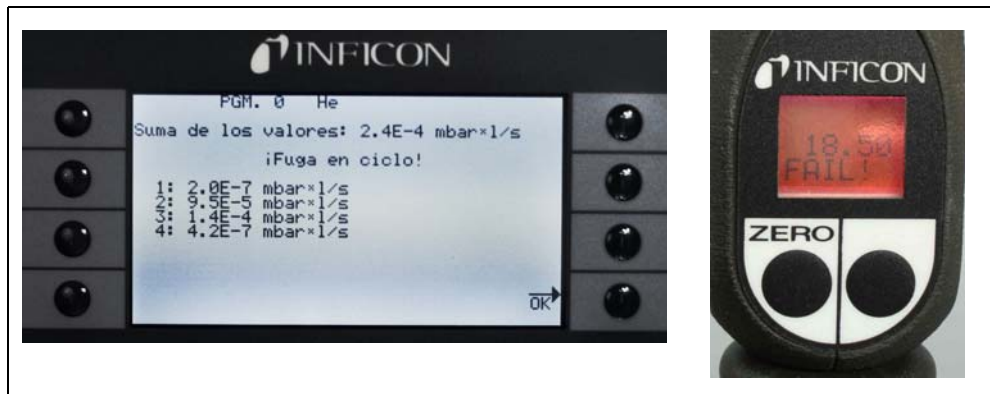 INFICON
PGM. 0 He
Suma de los valores: 2.4E-4 mbar×l/s
¡Fuga en ciclo!
1: 2.0E-7 mbar×l/s
2: 9.5E-5 mbar×l/s
3: 1.4E-4 mbar×l/s
4: 4.2E-7 mbar×l/s
OK
INFICON
18.50
FAIL!
ZERO